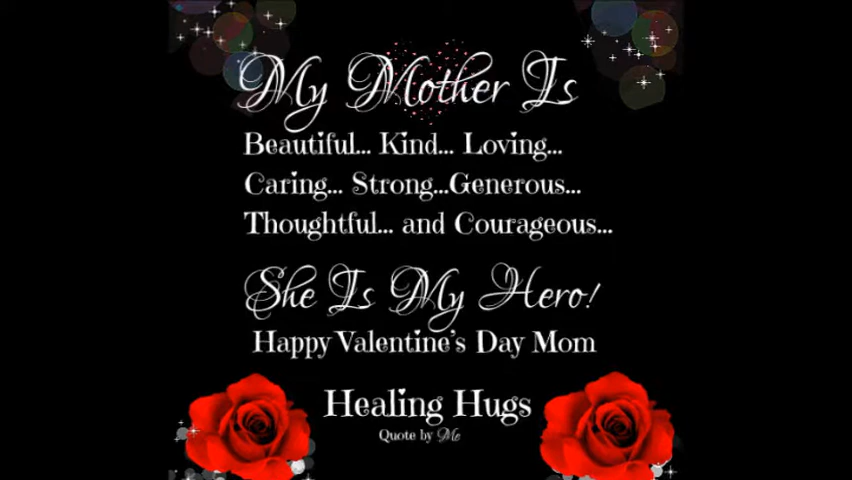 My Mother Is
Beautiful... Kind... Loving...
Caring... Strong...Generous...
Thoughtful... and Courageous...
She Is My Hero!
Happy Valentine's Day Mom
Healing Hugs
Quote by Me